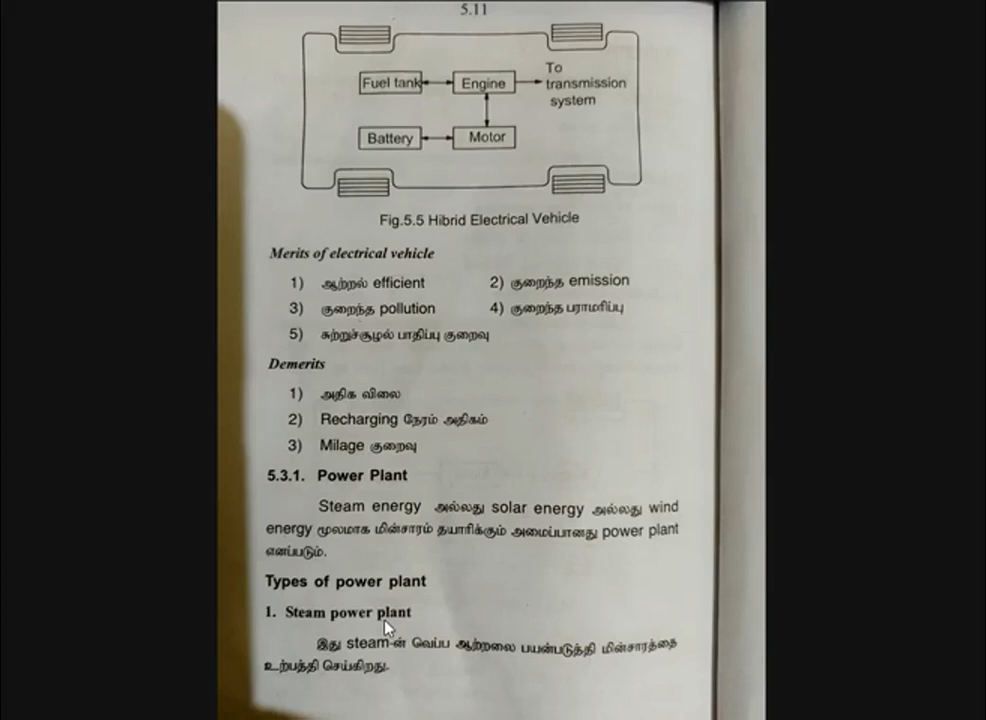 5.11
Fuel tank Engine To transmission system
Battery Motor
Fig.5.5 Hibrid Electrical Vehicle
Merits of electrical vehicle
1) ஆற்றல் efficient 2) குறைந்த emission
3) குறைந்த pollution 4) குறைந்த பராமரிப்பு
5) சுற்றுச்சூழல் பாதிப்பு குறைவு
Demerits
1) அதிக விலை
2) Recharging நேரம் அதிகம்
3) Milage குறைவு
5.3.1. Power Plant
Steam energy அல்லது solar energy அல்லது wind
energy மூலமாக மின்சாரம் தயாரிக்கும் அமைப்பானது power plant
எனப்படும்.
Types of power plant
1. Steam power plant
இது steam-ன் வெப்ப ஆற்றலை பயன்படுத்தி மின்சாரத்தை
உற்பத்தி செய்கிறது.